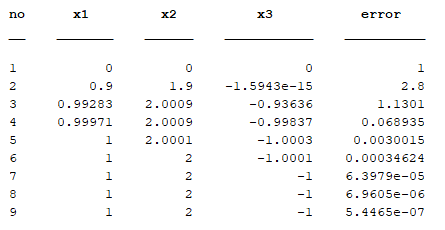 no x1 x2 x3 error
1 0 0 0 1
2 0.9 1.9 -1.5943e-15 2.8
3 0.99283 2.0009 -0.93636 1.1301
4 0.99971 2.0009 -0.99837 0.068935
5 1 2.0001 -1.0003 0.0030015
6 1 2 -1.0001 0.00034624
7 1 2 -1 6.3979e-05
8 1 2 -1 6.9605e-06
9 1 2 -1 5.4465e-07